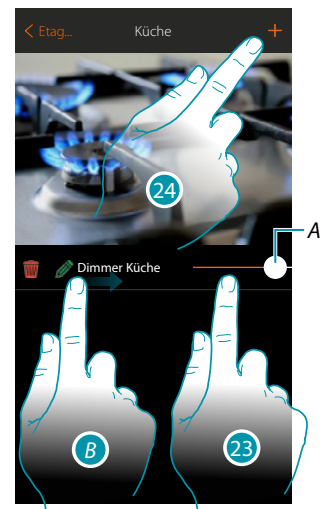 Etag... Küche +
24
A
Dimmer Küche
B 23